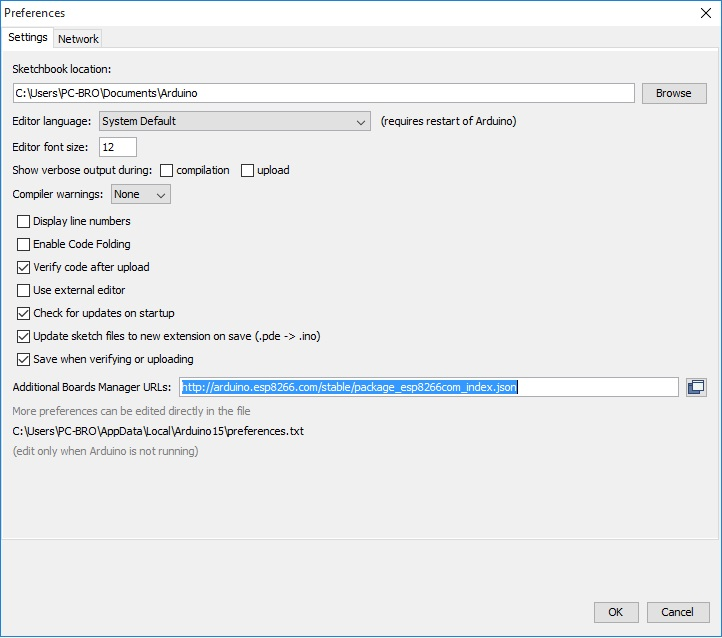 Preferences
Settings Network
Sketchbook location:
C:\Users\PC-BRO\Documents\Arduino Browse
Editor language: System Default (requires restart of Arduino)
Editor font size: 12
Show verbose output during: compilation upload
Compiler warnings: None
Display line numbers
Enable Code Folding
Verify code after upload
Use external editor
Check for updates on startup
Update sketch files to new extension on save (.pde -> .ino)
Save when verifying or uploading
Additional Boards Manager URLs: http://arduino.esp8266.com/stable/package_esp8266com_index.json
More preferences can be edited directly in the file
C:\Users\PC-BRO\AppData\Local\Arduino15\preferences.txt
(edit only when Arduino is not running)
OK Cancel